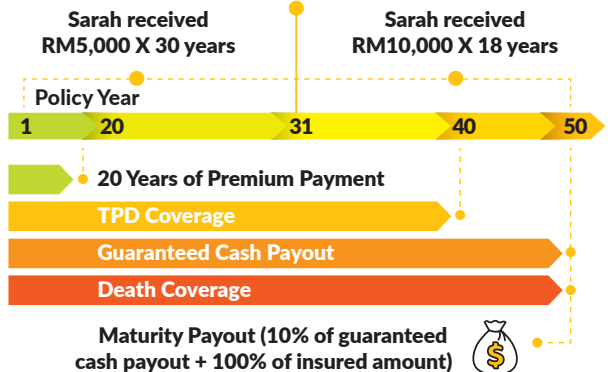 Sarah received
RM5,000 X 30 years
Sarah received
RM10,000 X 18 years
Policy Year
1 20 31 40 50
20 Years of Premium Payment
TPD Coverage
Guaranteed Cash Payout
Death Coverage
Maturity Payout (10% of guaranteed
cash payout + 100% of insured amount)
$